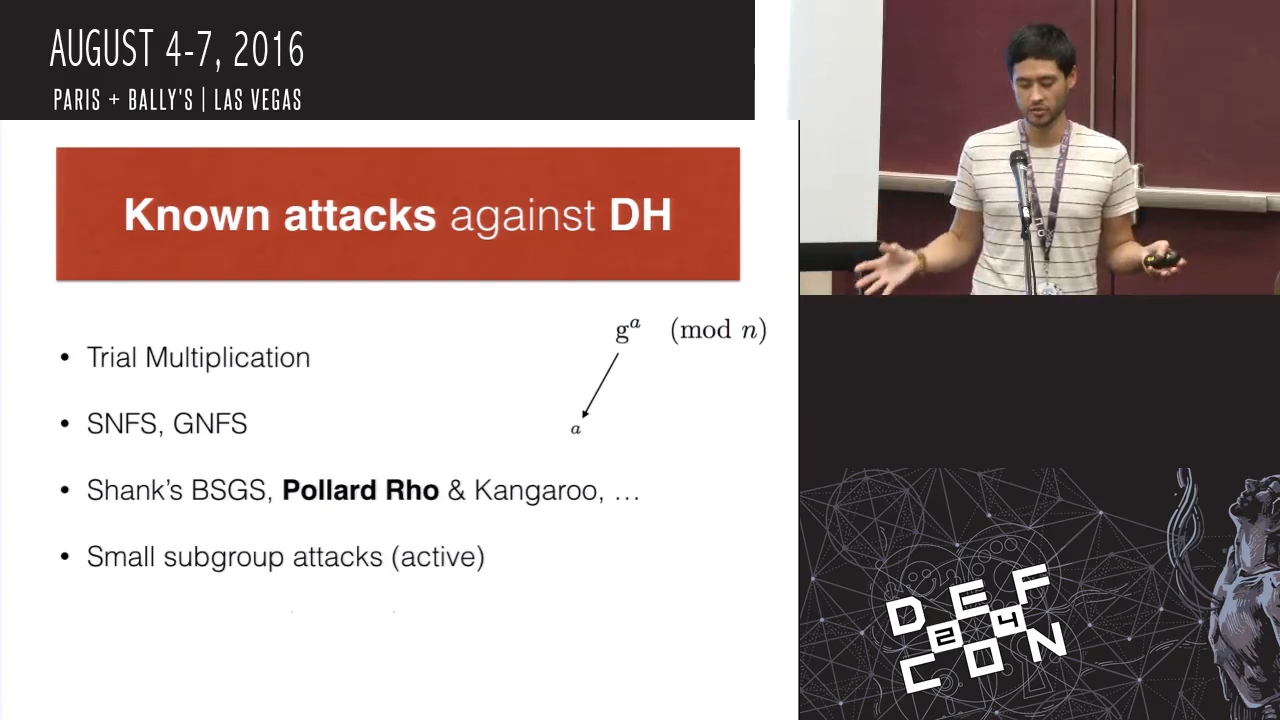 AUGUST 4-7, 2016
PARIS + BALLY'S | LAS VEGAS
Known attacks against DH
gᵃ (mod n)
• Trial Multiplication
• SNFS, GNFS
a
• Shank's BSGS, Pollard Rho & Kangaroo, …
• Small subgroup attacks (active)
DEF
24
CON